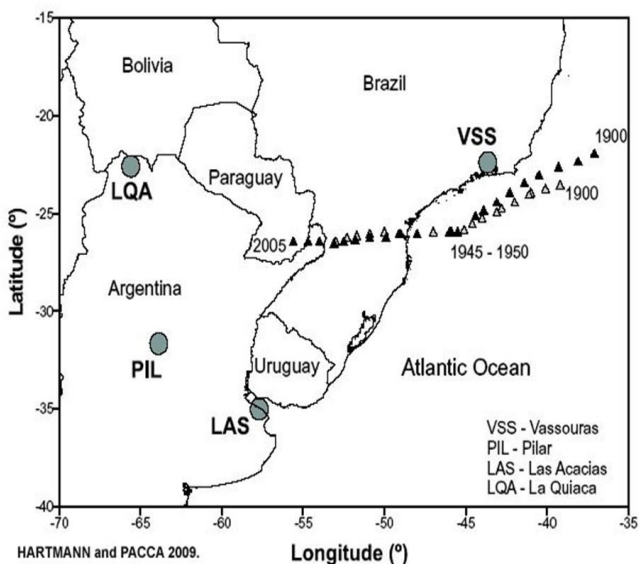 -15
Bolivia
Brazil
-20
VSS
1900
LQA
Paraguay
1900
-25
2005
1945 - 1950
Latitude (º)
Argentina
-30
PIL
Uruguay
Atlantic Ocean
-35
LAS
VSS - Vassouras
PIL - Pilar
LAS - Las Acacias
LQA - La Quiaca
-40
-70 -65 -60 -55 -50 -45 -40 -35
HARTMANN and PACCA 2009.
Longitude (º)